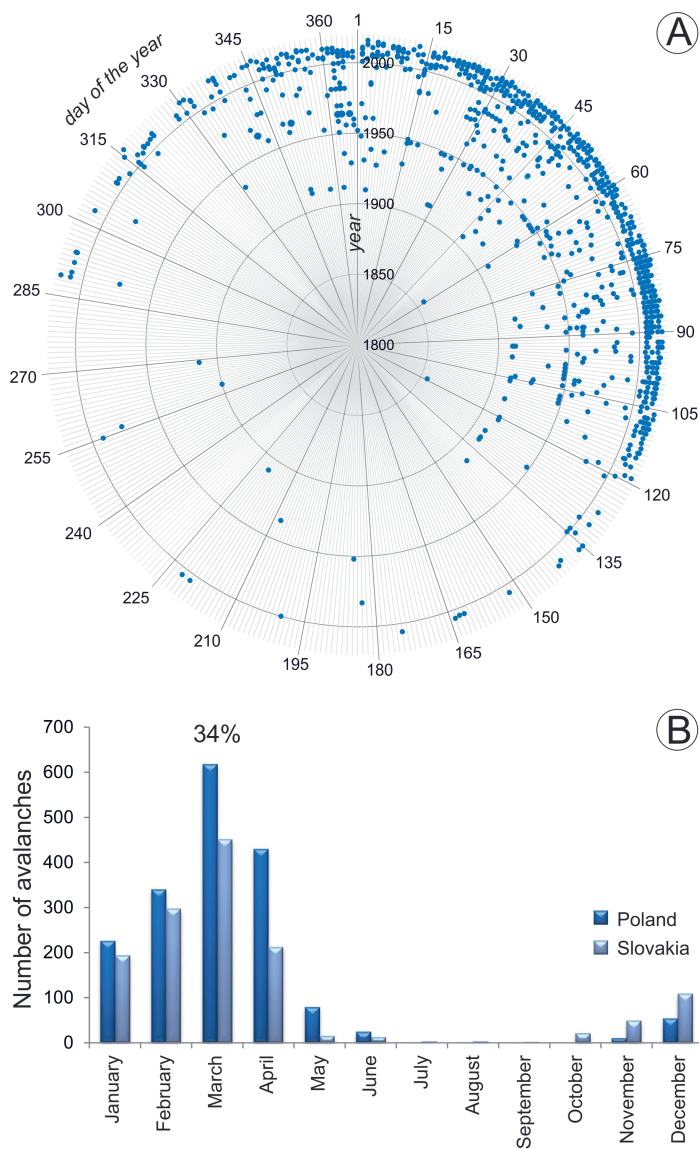 A
day of the year
1
15
30
45
60
75
90
105
120
135
150
165
180
195
210
225
240
255
270
285
300
315
330
345
360
2000
1950
1900
year
1850
1800
B
34%
Number of avalanches
700
600
500
400
300
200
100
0
Poland
Slovakia
January
February
March
April
May
June
July
August
September
October
November
December